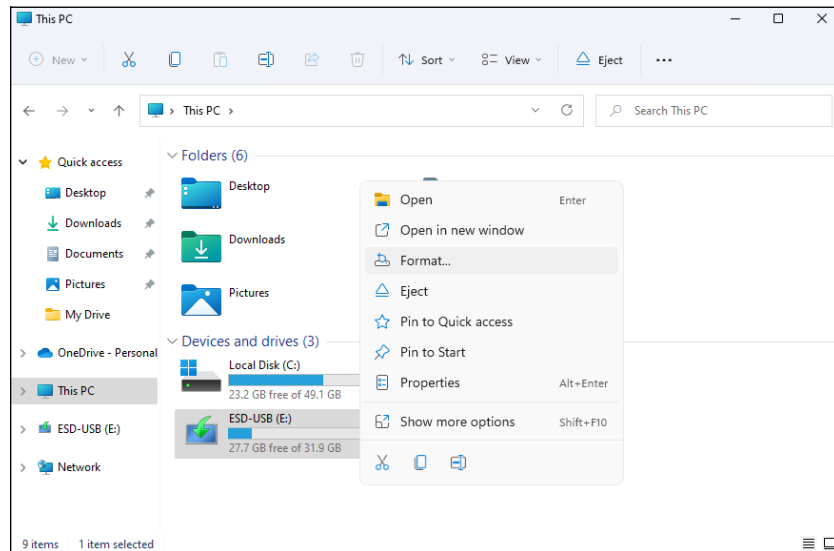 This PC
New
Sort
View
Eject
This PC
Search This PC
Quick access
Desktop
Downloads
Documents
Pictures
My Drive
OneDrive - Personal
This PC
ESD-USB (E:)
Network
Folders (6)
Desktop
Downloads
Pictures
Devices and drives (3)
Local Disk (C:)
23.2 GB free of 49.1 GB
ESD-USB (E:)
27.7 GB free of 31.9 GB
Open Enter
Open in new window
Format...
Eject
Pin to Quick access
Pin to Start
Properties Alt+Enter
Show more options Shift+F10
9 items 1 item selected